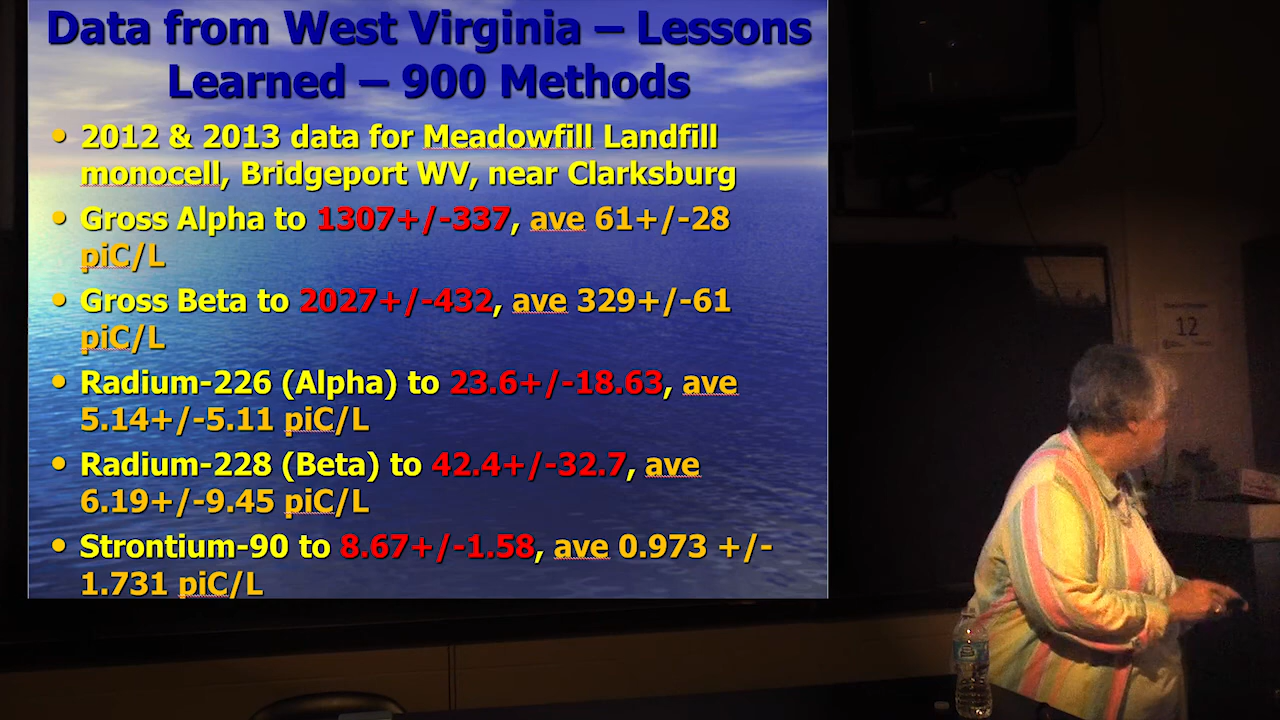 Data from West Virginia – Lessons
Learned – 900 Methods
• 2012 & 2013 data for Meadowfill Landfill
monocell, Bridgeport WV, near Clarksburg
• Gross Alpha to 1307+/-337, ave 61+/-28
piC/L
• Gross Beta to 2027+/-432, ave 329+/-61
piC/L
• Radium-226 (Alpha) to 23.6+/-18.63, ave
5.14+/-5.11 piC/L
• Radium-228 (Beta) to 42.4+/-32.7, ave
6.19+/-9.45 piC/L
• Strontium-90 to 8.67+/-1.58, ave 0.973 +/-
1.731 piC/L
12